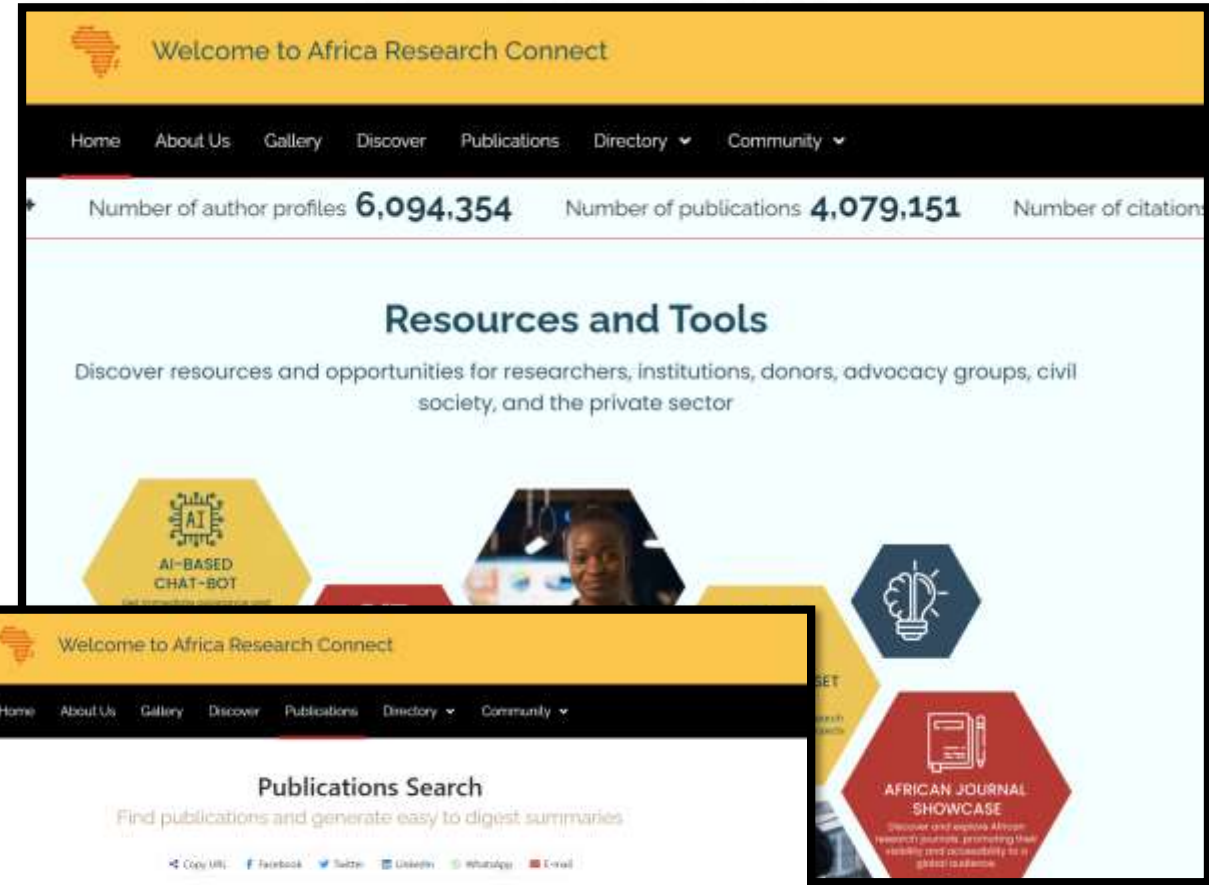 Welcome to Africa Research Connect
Home About Us Gallery Discover Publications Directory Community
Number of author profiles 6,094,354 Number of publications 4,079,151 Number of citations
Resources and Tools
Discover resources and opportunities for researchers, institutions, donors, advocacy groups, civil
society, and the private sector
AI
AI-BASED
CHAT-BOT
AFRICAN JOURNAL
SHOWCASE
Discover and explore African
research journals, promoting their
visibility and accessibility to a
global audience
Welcome to Africa Research Connect
Home About Us Gallery Discover Publications Directory Community
Publications Search
Find publications and generate easy to digest summaries
Copy URL Facebook Twitter LinkedIn WhatsApp E-mail